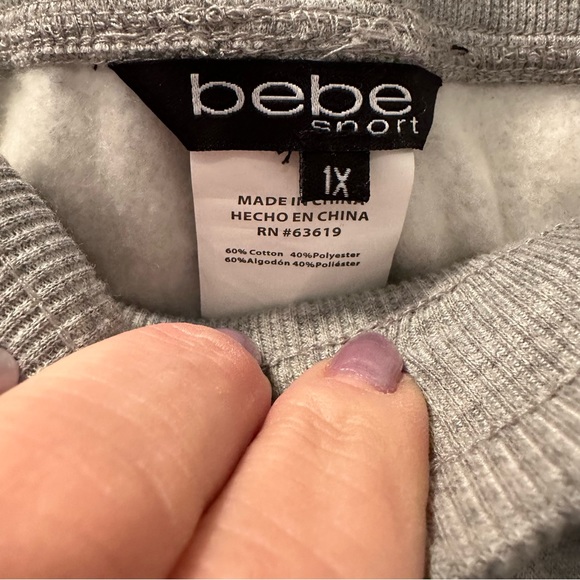 bebe
sport
1X
MADE IN CHINA
HECHO EN CHINA
RN #63619
60% Cotton 40%Polyester
60%Algodón 40%Poliéster